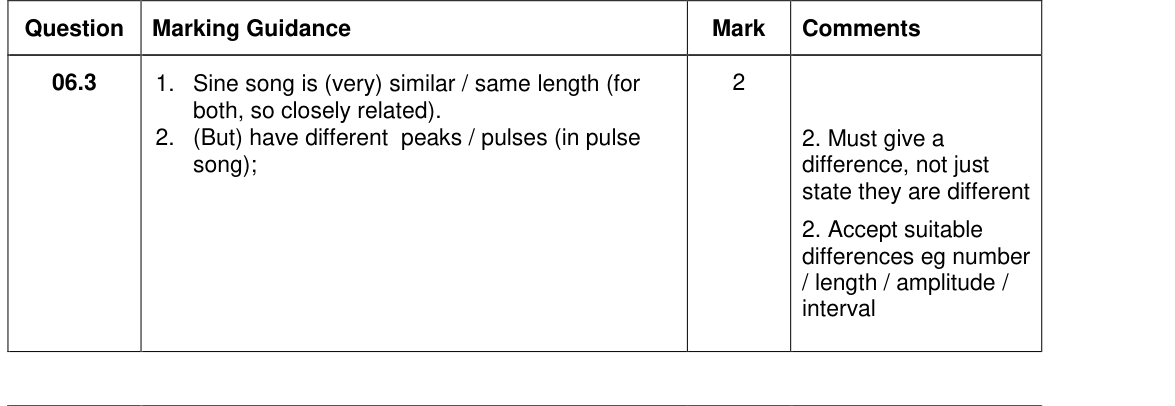 Question Marking Guidance Mark Comments
06.3
1. Sine song is (very) similar / same length (for
both, so closely related).
2. (But) have different peaks / pulses (in pulse
song);
2
2. Must give a
difference, not just
state they are different
2. Accept suitable
differences eg number
/ length / amplitude /
interval